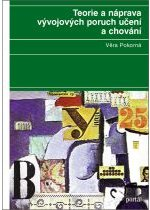 Teorie a náprava
vývojových poruch učení
a chování
Věra Pokorná
portál